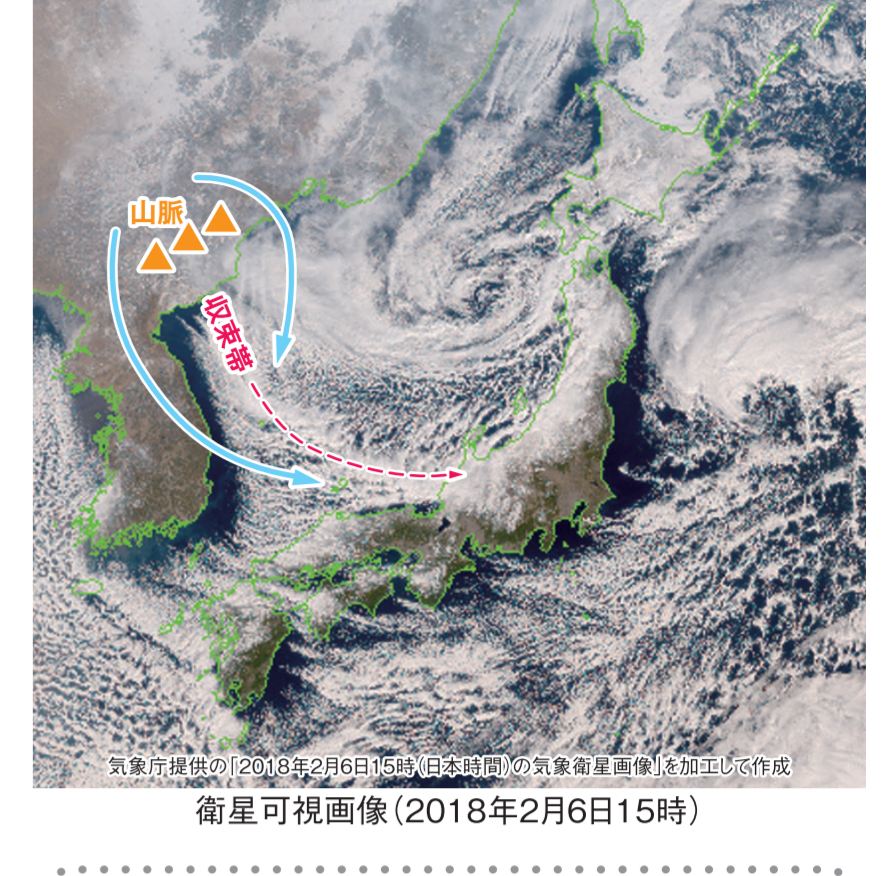 山脈
収束帯
気象庁提供の「2018年2月6日15時（日本時間）の気象衛星画像」を加工して作成
衛星可視画像（2018年2月6日15時）